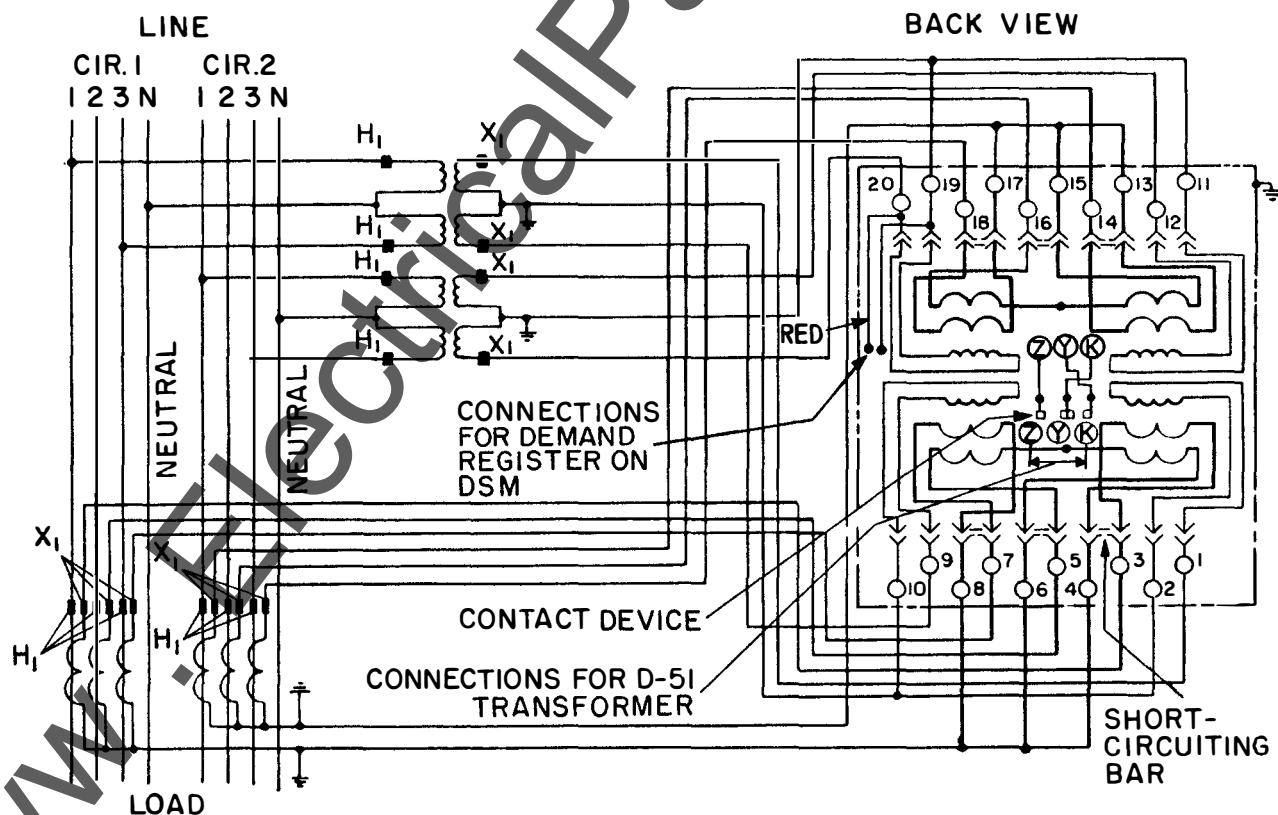 LINE
BACK VIEW
CIR.1 CIR.2
1 2 3 N 1 2 3 N
H1 X1
H1 X1
H1 X1
H1 X1
20 19 17 15 13 11
18 16 14 12
RED
Z Y K
Z Y K
NEUTRAL
NEUTRAL
CONNECTIONS
FOR DEMAND
REGISTER ON
DSM
X1 X1
9 7 5 3 1
10 8 6 4 2
CONTACT DEVICE
H1 H1
CONNECTIONS FOR D-51
TRANSFORMER
SHORT-
CIRCUITING
BAR
LOAD
www.ElectricalPa